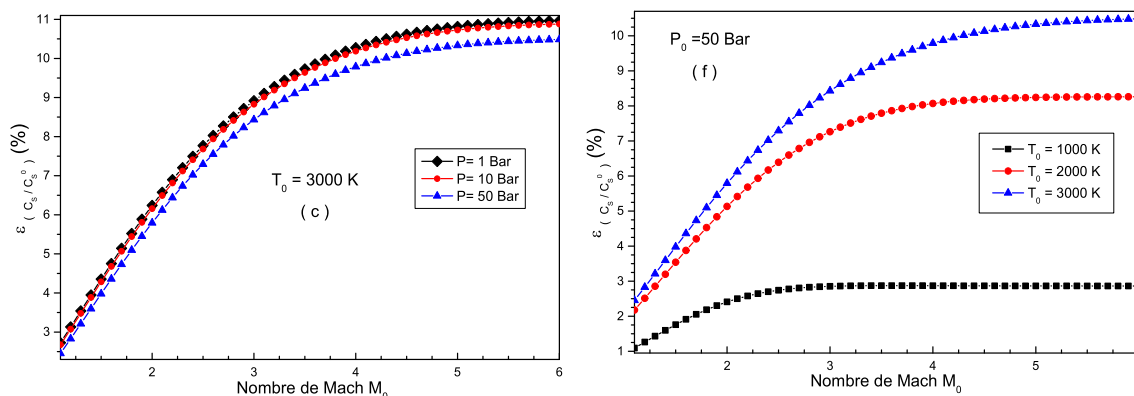 11
10
9
8
7
6
5
4
3
2
3
4
5
6
ε ( Cs / Cs0 ) (%)
Nombre de Mach M0
T0 = 3000 K
( c )
P= 1 Bar
P= 10 Bar
P= 50 Bar
10
9
8
7
6
5
4
3
2
1
2
3
4
5
ε ( Cs / Cs0 ) (%)
Nombre de Mach M0
P0 =50 Bar
( f )
T0 = 1000 K
T0 = 2000 K
T0 = 3000 K